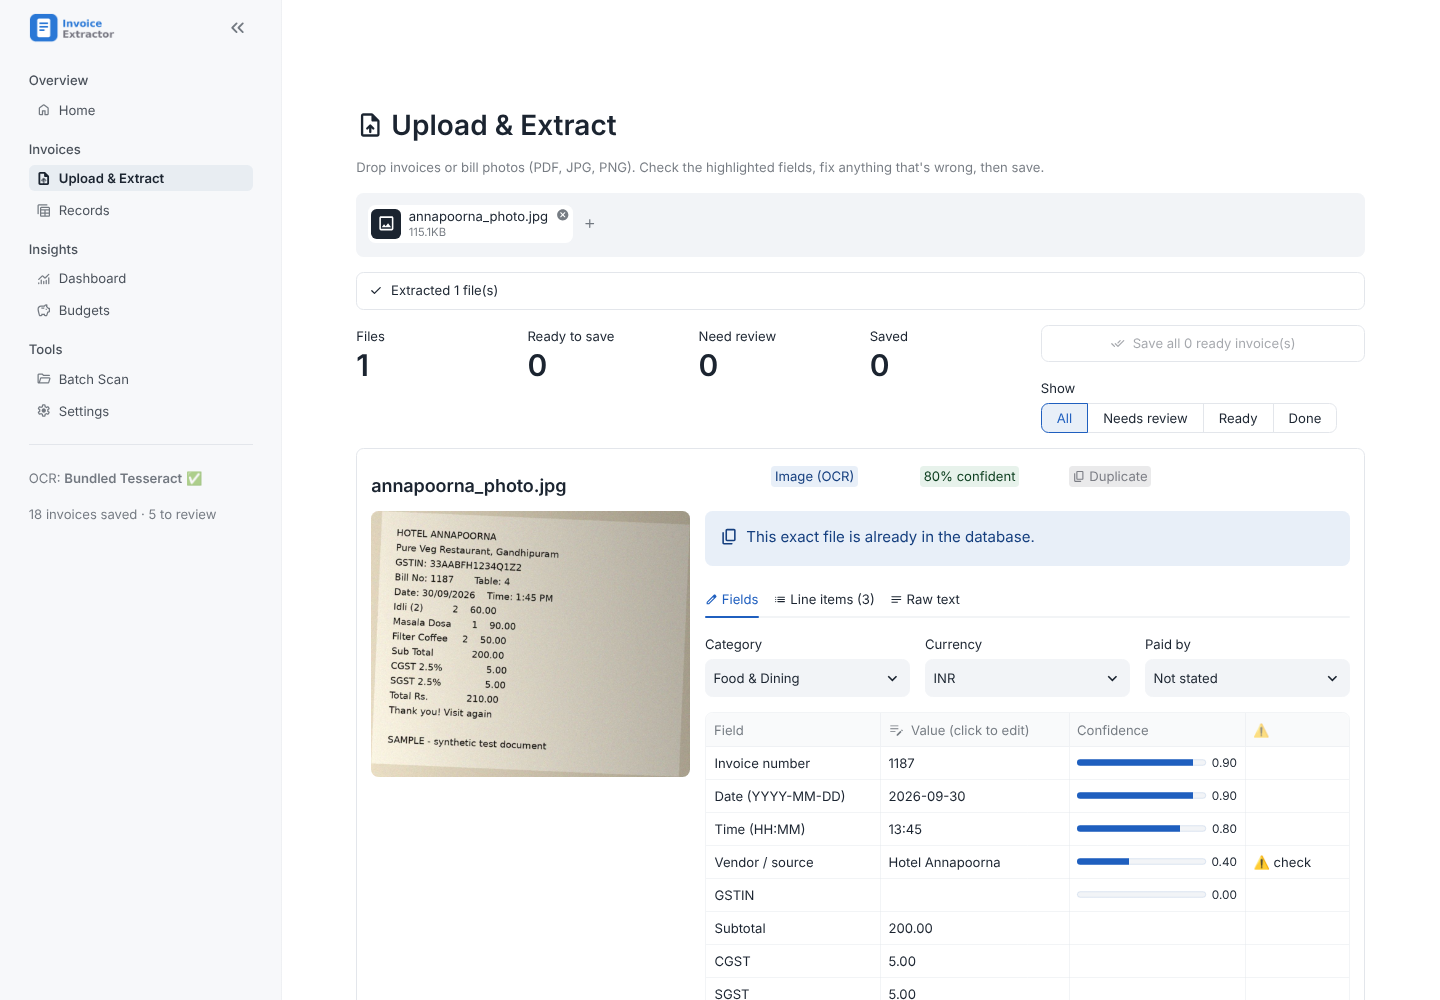 Invoice
Extractor
Overview
Home
Invoices
Upload & Extract
Records
Insights
Dashboard
Budgets
Tools
Batch Scan
Settings
OCR: Bundled Tesseract ✅
18 invoices saved · 5 to review
Upload & Extract
Drop invoices or bill photos (PDF, JPG, PNG). Check the highlighted fields, fix anything that's wrong, then save.
annapoorna_photo.jpg
115.1KB
+
Extracted 1 file(s)
Files
1
Ready to save
0
Need review
0
Saved
0
Save all 0 ready invoice(s)
Show
All Needs review Ready Done
annapoorna_photo.jpg
Image (OCR) 80% confident Duplicate
HOTEL ANNAPOORNA
Pure Veg Restaurant, Gandhipuram
GSTIN: 33AABFH1234Q1Z2
Bill No: 1187 Table: 4
Date: 30/09/2026 Time: 1:45 PM
Idli (2) 2 60.00
Masala Dosa 1 90.00
Filter Coffee 2 50.00
Sub Total 200.00
CGST 2.5% 5.00
SGST 2.5% 5.00
Total Rs. 210.00
Thank you! Visit again
SAMPLE - synthetic test document
This exact file is already in the database.
Fields Line items (3) Raw text
Category Currency Paid by
Food & Dining INR Not stated
Field Value (click to edit) Confidence ⚠️
Invoice number 1187 0.90
Date (YYYY-MM-DD) 2026-09-30 0.90
Time (HH:MM) 13:45 0.80
Vendor / source Hotel Annapoorna 0.40 ⚠️ check
GSTIN 0.00
Subtotal 200.00
CGST 5.00
SGST 5.00